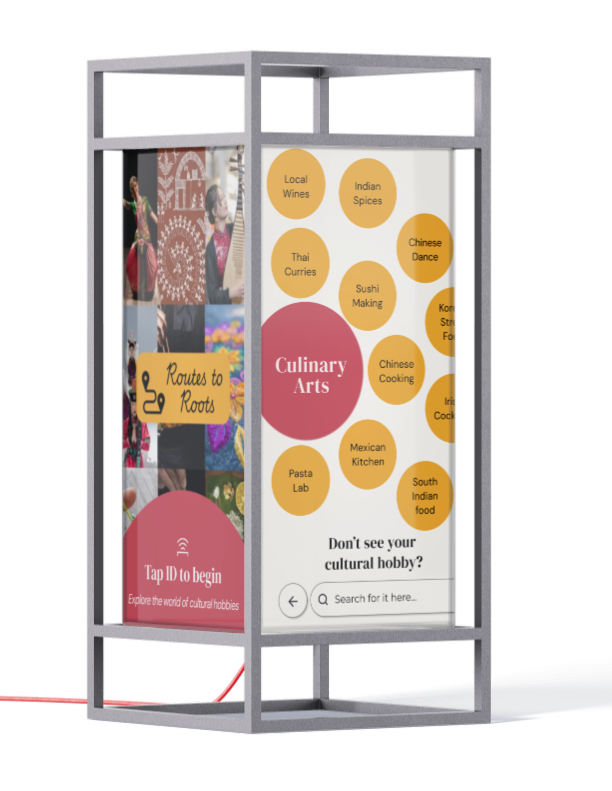 Routes to
Roots
Tap ID to begin
Explore the world of cultural hobbies
Local
Wines
Indian
Spices
Chinese
Dance
Thai
Curries
Sushi
Making
Culinary
Arts
Chinese
Cooking
Mexican
Kitchen
Pasta
Lab
South
Indian
food
Don't see your
cultural hobby?
Search for it here...